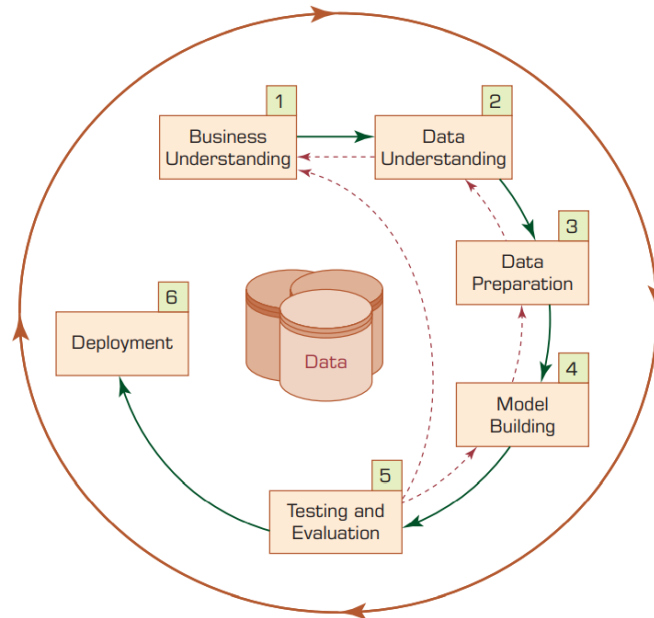 1
Business
Understanding
2
Data
Understanding
3
Data
Preparation
4
Model
Building
5
Testing and
Evaluation
6
Deployment
Data